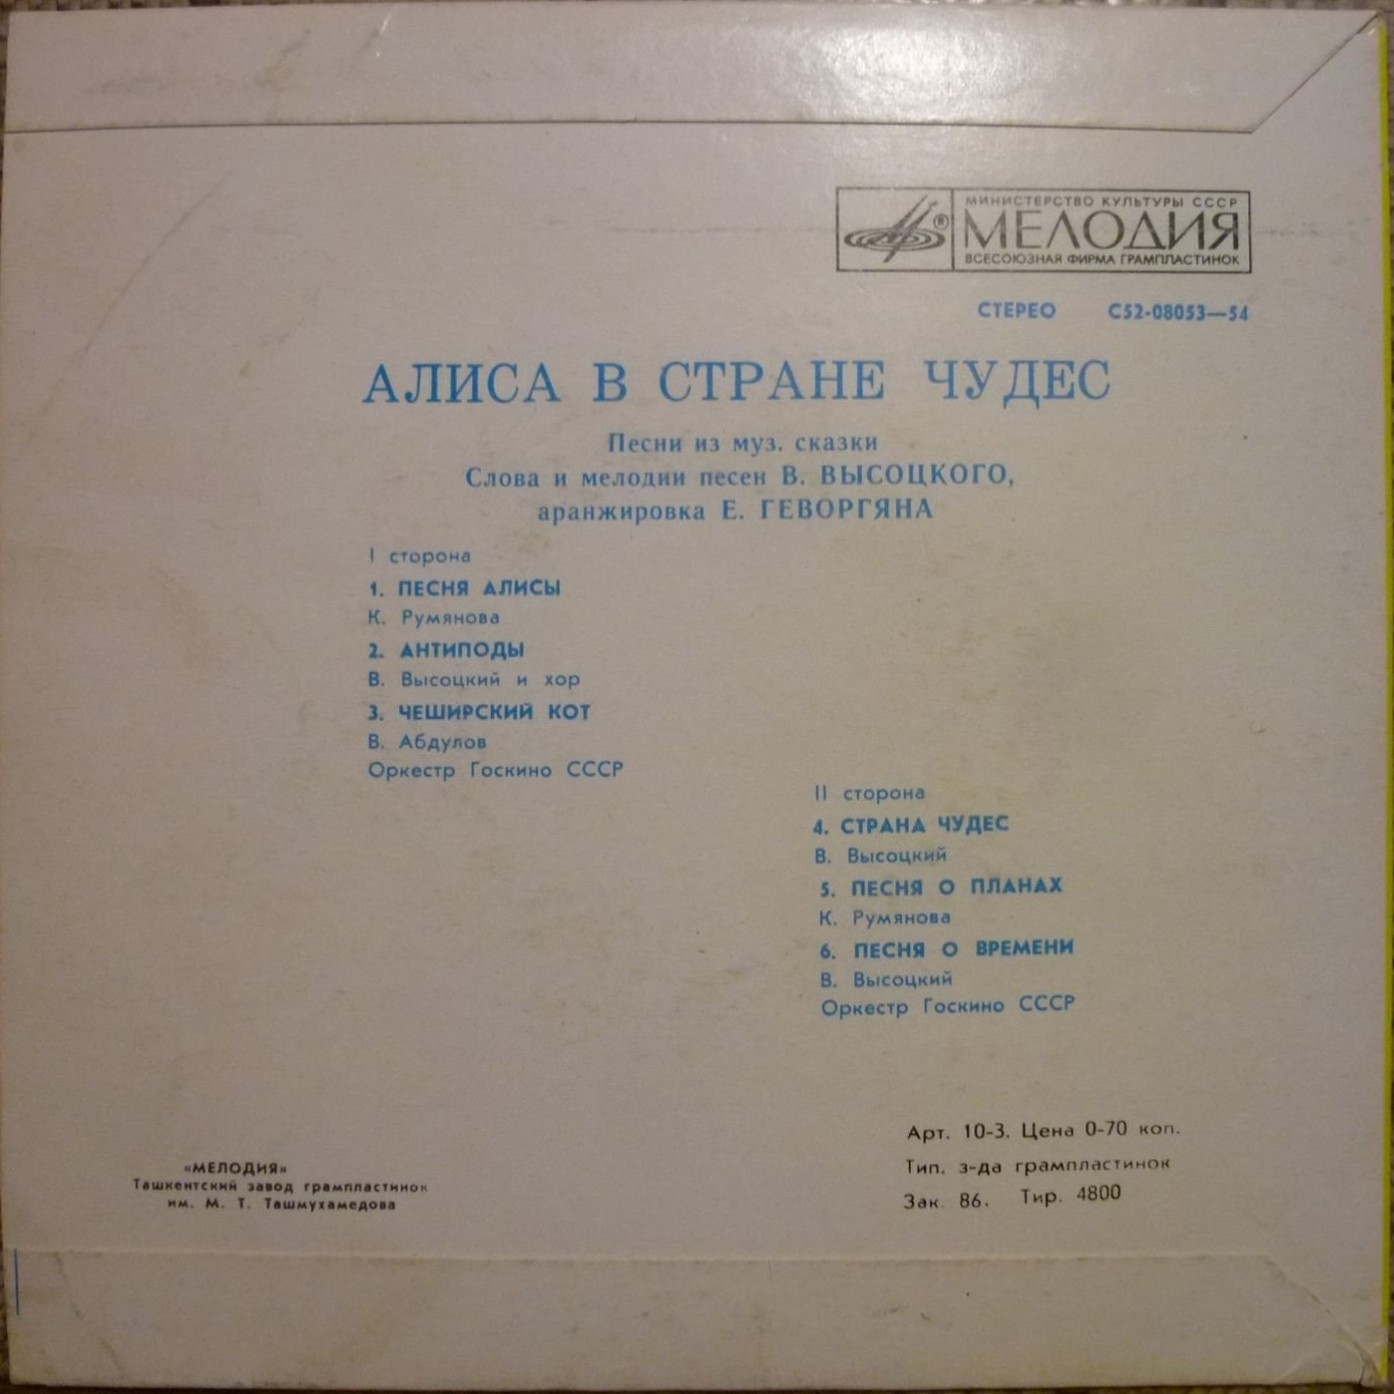 МИНИСТЕРСТВО КУЛЬТУРЫ СССР
МЕЛОДИЯ
ВСЕСОЮЗНАЯ ФИРМА ГРАМПЛАСТИНОК
СТЕРЕО С52-08053—54
АЛИСА В СТРАНЕ ЧУДЕС
Песни из муз. сказки
Слова и мелодии песен В. ВЫСОЦКОГО,
аранжировка Е. ГЕВОРГЯНА
I сторона
1. ПЕСНЯ АЛИСЫ
К. Румянова
2. АНТИПОДЫ
В. Высоцкий и хор
3. ЧЕШИРСКИЙ КОТ
В. Абдулов
Оркестр Госкино СССР
II сторона
4. СТРАНА ЧУДЕС
В. Высоцкий
5. ПЕСНЯ О ПЛАНАХ
К. Румянова
6. ПЕСНЯ О ВРЕМЕНИ
В. Высоцкий
Оркестр Госкино СССР
«МЕЛОДИЯ»
Ташкентский завод грампластинок
им. М. Т. Ташмухамедова
Арт. 10-3. Цена 0-70 коп.
Тип. з-да грампластинок
Зак. 86. Тир. 4800